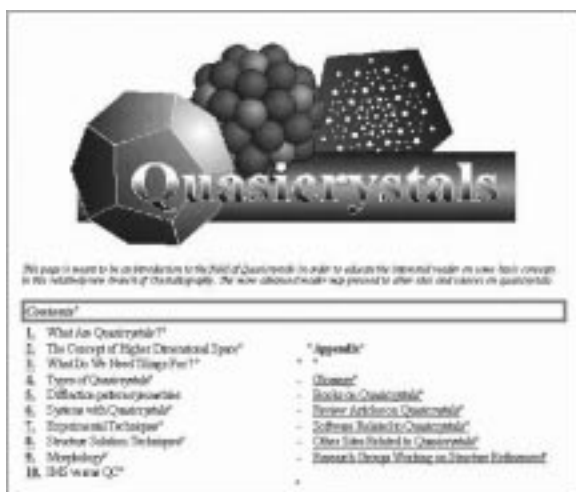 Quasicrystals
This page is meant to be an introduction to the field of Quasicrystals in order to educate the interested reader on some basic concepts
in this relatively new branch of Crystallography. The more advanced reader may proceed to other sites and sources on quasicrystals.
Contents"
1. What Are Quasicrystals?"
2. The Concept of Higher Dimensional Space"
3. What Do We Need Tilings For?"
4. Types of Quasicrystals"
5. Diffraction pattern
6. Systems with Quasicrystals"
7. Experimental Techniques"
8. Structure Solution Techniques"
9. Morphology"
10. IMS versus QC"
"Appendix"
- Glossary"
- Books on Quasicrystals"
- Review Articles on Quasicrystals"
- Software Related to Quasicrystals"
- Other Sites Related to Quasicrystals"
- Research Groups Working on Structure Refinement"